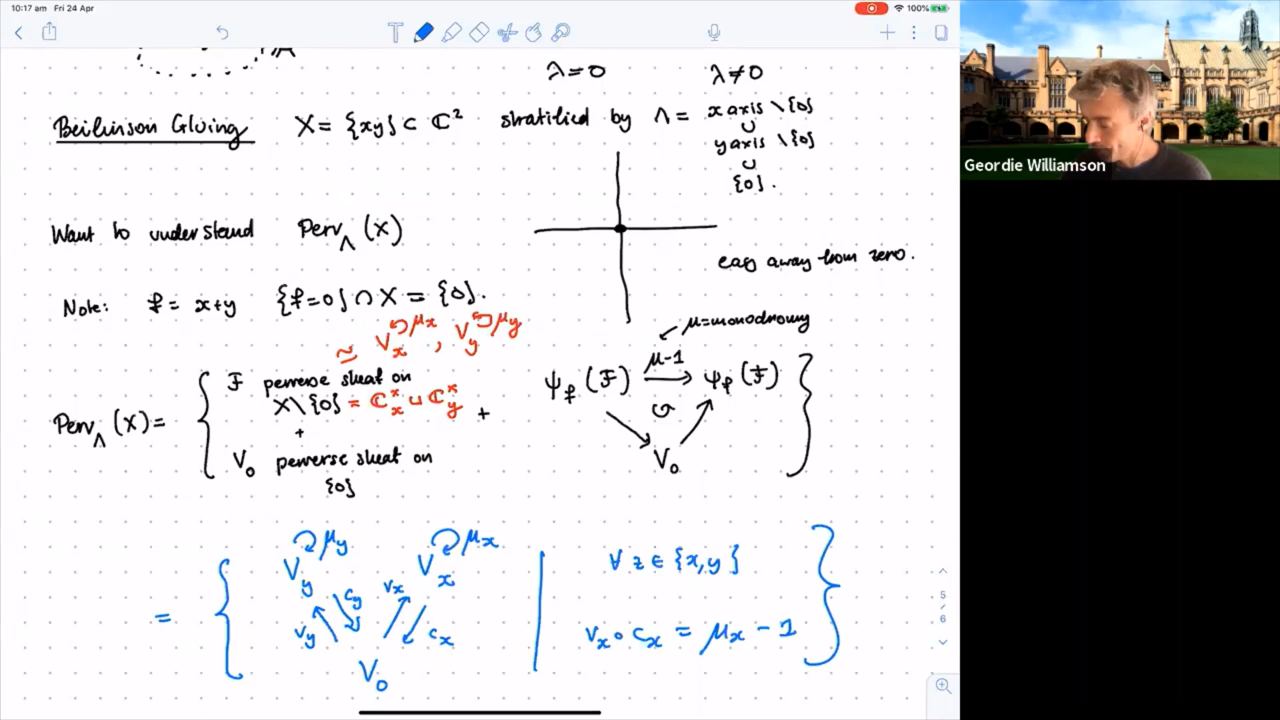 10:17 am Fri 24 Apr
100%
λ=0 λ≠0
Beilinson Gluing X = {xy} ⊂ ℂ² stratified by Λ = x axis \{0}
∪
y axis \{0}
∪
{0}.
Want to understand Perv_Λ(X)
easy away from zero.
Note: f = x+y {f=0} ∩ X = {0}.
≃ V_x ↺ μ_x, V_y ↺ μ_y
μ=monodromy
Perv_Λ(X) = { F perverse sheaf on
X\{0} = ℂ_x^× ⊔ ℂ_y^× +
+
V_0 perverse sheaf on
{0}
ψ_f(F) μ-1 → ψ_f(F) }
↺
V_0
= { V_y ↻ μ_y V_x ↻ μ_x | ∀ z ∈ {x,y}
v_y c_y v_x c_x v_x ∘ c_x = μ_x - 1 }
V_0
5
/
6
Geordie Williamson